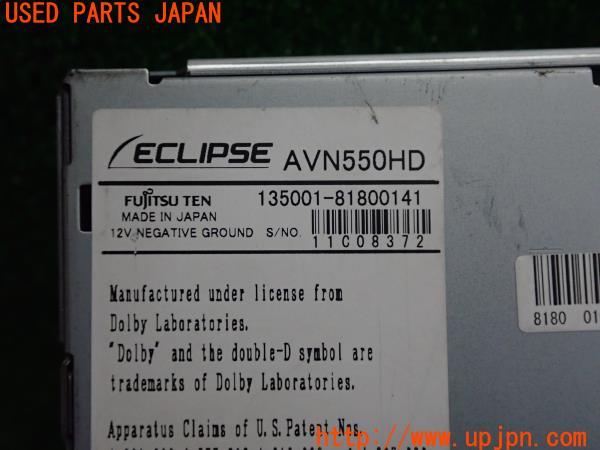 USED PARTS JAPAN
ECLIPSE AVN550HD
FUJITSU TEN 135001-81800141
MADE IN JAPAN
12V NEGATIVE GROUND S/NO.
11C08372
8180 01
Manufactured under license from
Dolby Laboratories.
"Dolby" and the double-D symbol are
trademarks of Dolby Laboratories.
Apparatus Claims of U.S. Patent Nos.
http://www.upjpn.com